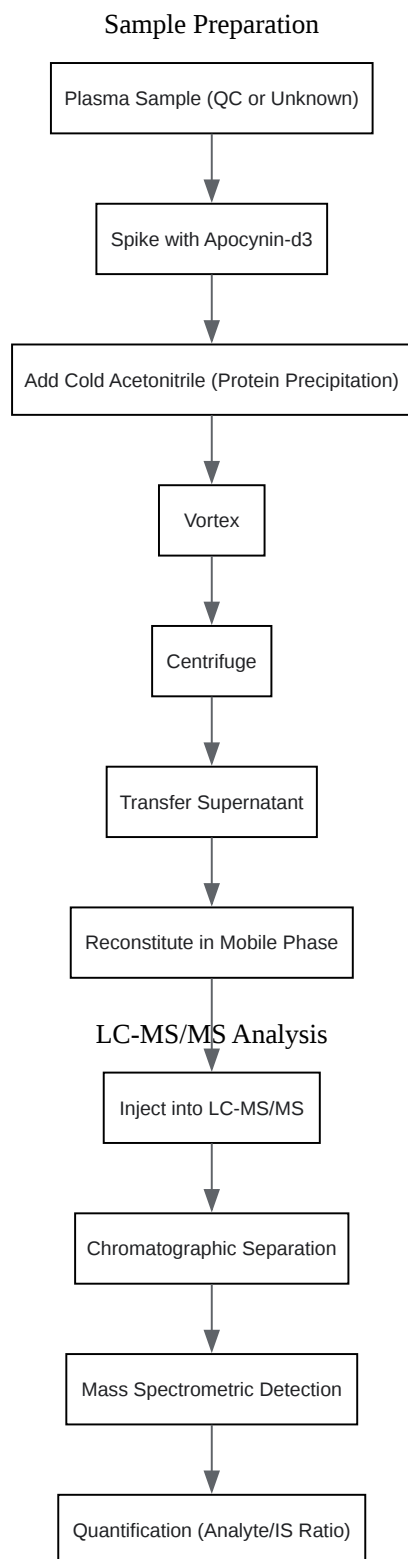 Sample Preparation
Plasma Sample (QC or Unknown)
Spike with Apocynin-d3
Add Cold Acetonitrile (Protein Precipitation)
Vortex
Centrifuge
Transfer Supernatant
Reconstitute in Mobile Phase
LC-MS/MS Analysis
Inject into LC-MS/MS
Chromatographic Separation
Mass Spectrometric Detection
Quantification (Analyte/IS Ratio)